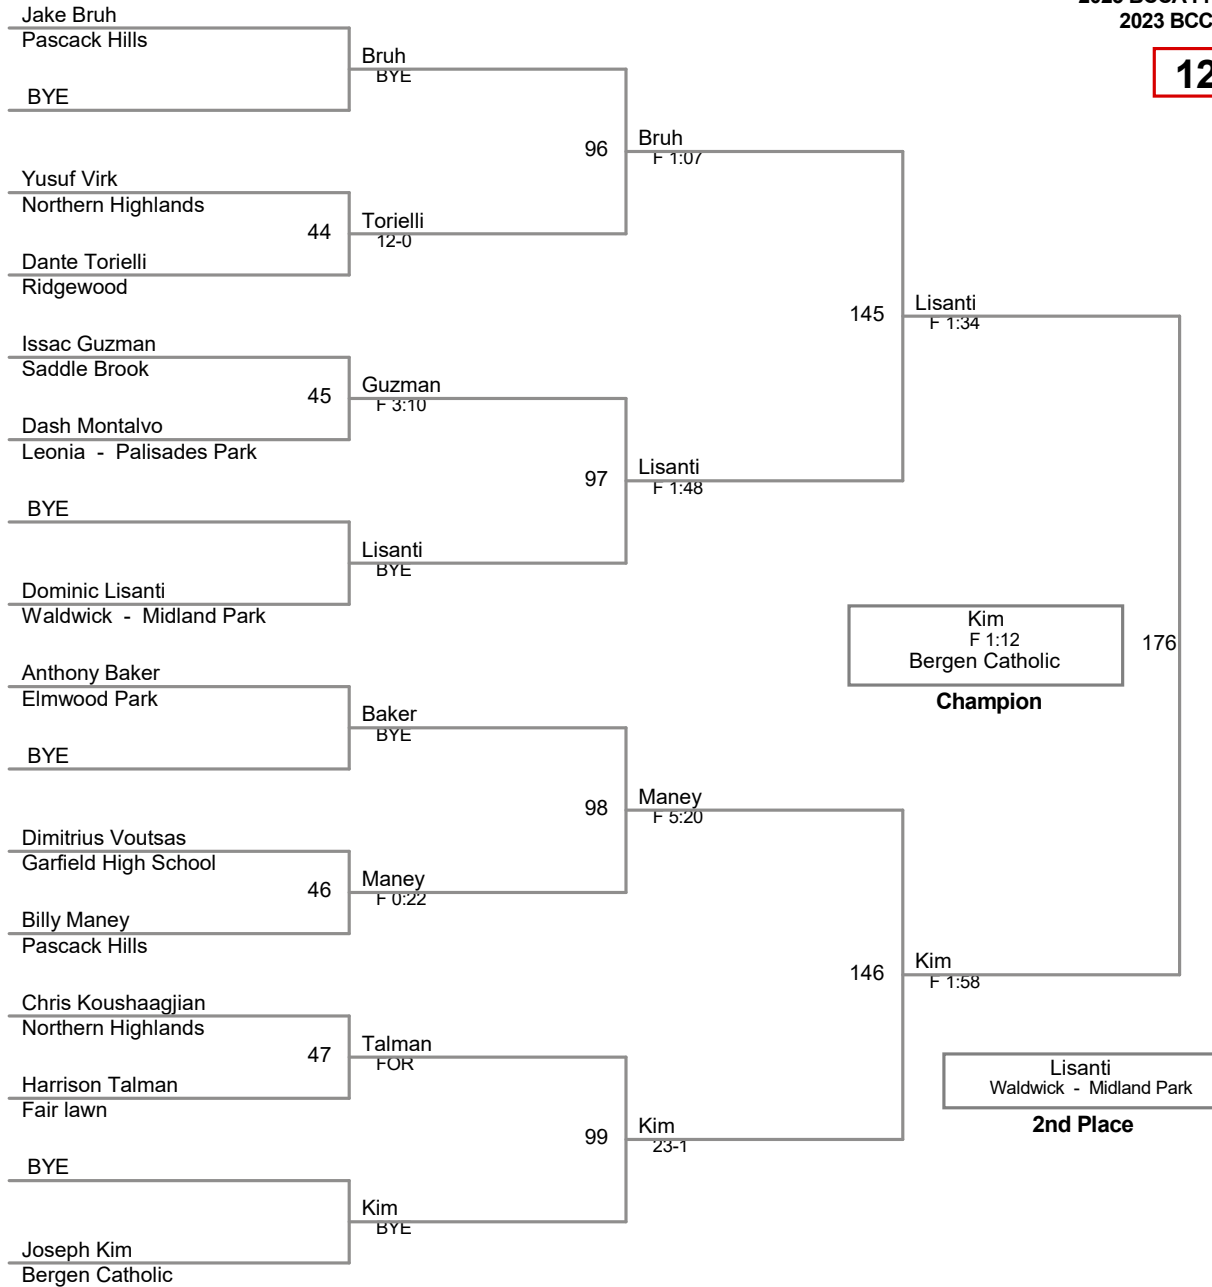 2023 BCC
12
Jake Bruh
Pascack Hills
Bruh
BYE
BYE
96
Bruh
F 1:07
Yusuf Virk
Northern Highlands
44
Torielli
12-0
Dante Torielli
Ridgewood
145
Lisanti
F 1:34
Issac Guzman
Saddle Brook
45
Guzman
F 3:10
Dash Montalvo
Leonia - Palisades Park
97
Lisanti
F 1:48
BYE
Lisanti
BYE
Dominic Lisanti
Waldwick - Midland Park
Kim
F 1:12
Bergen Catholic
Champion
176
Anthony Baker
Elmwood Park
Baker
BYE
BYE
98
Maney
F 5:20
Dimitrius Voutsas
Garfield High School
46
Maney
F 0:22
Billy Maney
Pascack Hills
146
Kim
F 1:58
Chris Koushaagjian
Northern Highlands
47
Talman
FOR
Harrison Talman
Fair lawn
Lisanti
Waldwick - Midland Park
2nd Place
99
Kim
23-1
BYE
Kim
BYE
Joseph Kim
Bergen Catholic